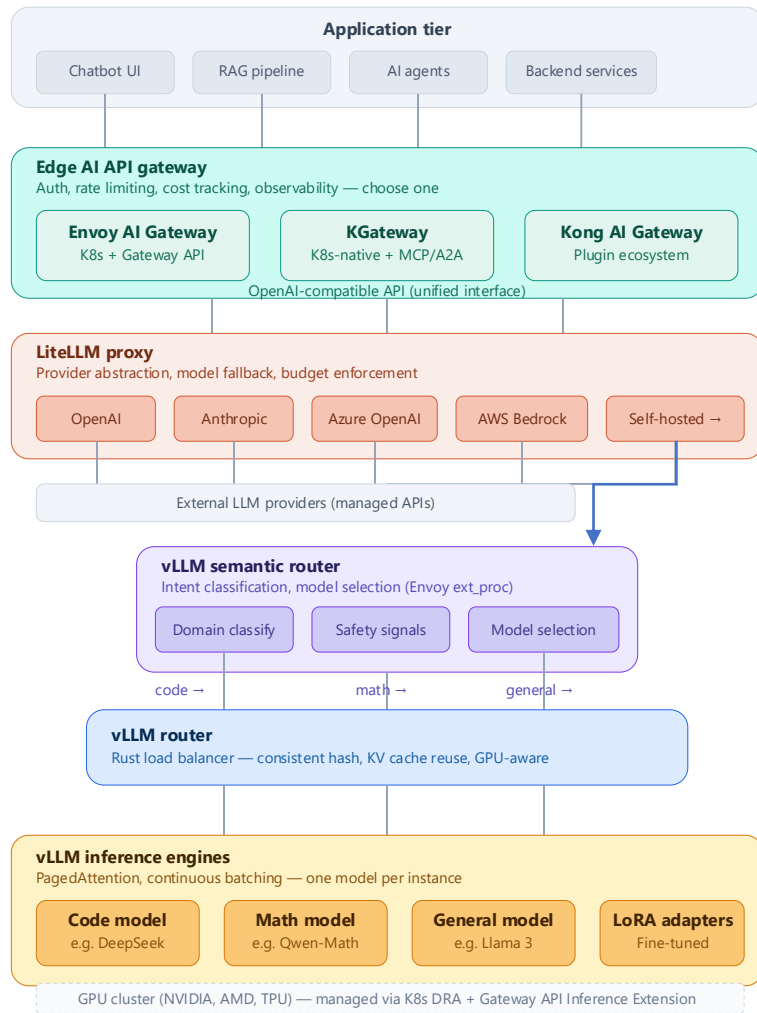 Application tier
Chatbot UI
RAG pipeline
AI agents
Backend services
Edge AI API gateway
Auth, rate limiting, cost tracking, observability — choose one
Envoy AI Gateway
K8s + Gateway API
KGateway
K8s-native + MCP/A2A
Kong AI Gateway
Plugin ecosystem
OpenAI-compatible API (unified interface)
LiteLLM proxy
Provider abstraction, model fallback, budget enforcement
OpenAI
Anthropic
Azure OpenAI
AWS Bedrock
Self-hosted →
External LLM providers (managed APIs)
vLLM semantic router
Intent classification, model selection (Envoy ext_proc)
Domain classify
Safety signals
Model selection
code →
math →
general →
vLLM router
Rust load balancer — consistent hash, KV cache reuse, GPU-aware
vLLM inference engines
PagedAttention, continuous batching — one model per instance
Code model
e.g. DeepSeek
Math model
e.g. Qwen-Math
General model
e.g. Llama 3
LoRA adapters
Fine-tuned
GPU cluster (NVIDIA, AMD, TPU) — managed via K8s DRA + Gateway API Inference Extension